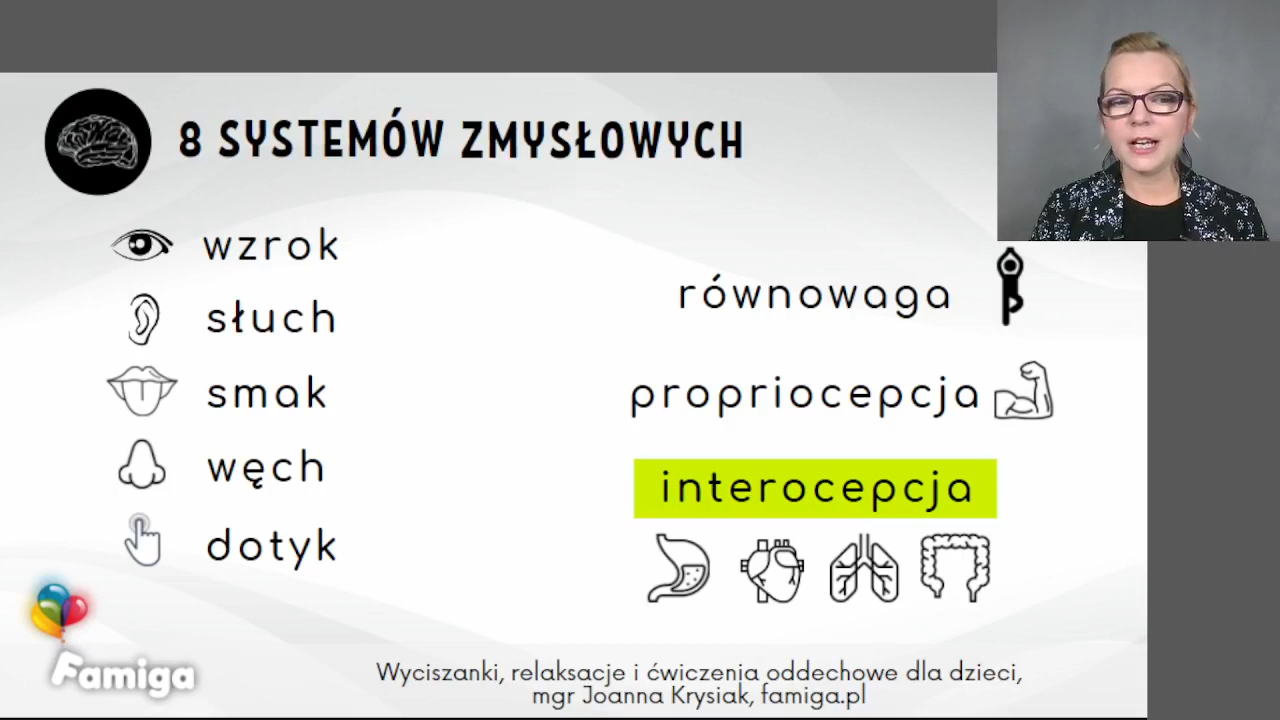 8 SYSTEMÓW ZMYSŁOWYCH
wzrok
słuch
smak
węch
dotyk
równowaga
propriocepcja
interocepcja
Famiga
Wyciszanki, relaksacje i ćwiczenia oddechowe dla dzieci,
mgr Joanna Krysiak, famiga.pl